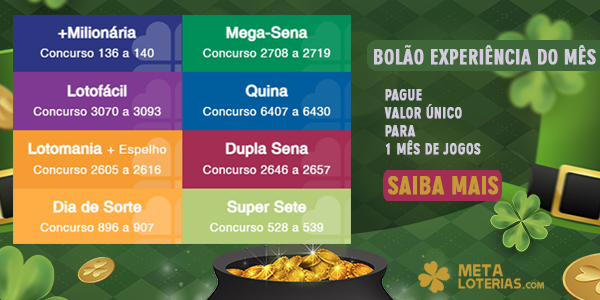 +Milionária
Concurso 136 a 140
Mega-Sena
Concurso 2708 a 2719
Lotofácil
Concurso 3070 a 3093
Quina
Concurso 6407 a 6430
Lotomania + Espelho
Concurso 2605 a 2616
Dupla Sena
Concurso 2646 a 2657
Dia de Sorte
Concurso 896 a 907
Super Sete
Concurso 528 a 539
BOLÃO EXPERIÊNCIA DO MÊS
PAGUE
VALOR ÚNICO
PARA
1 MÊS DE JOGOS
SAIBA MAIS
META
LOTERIAS.COM